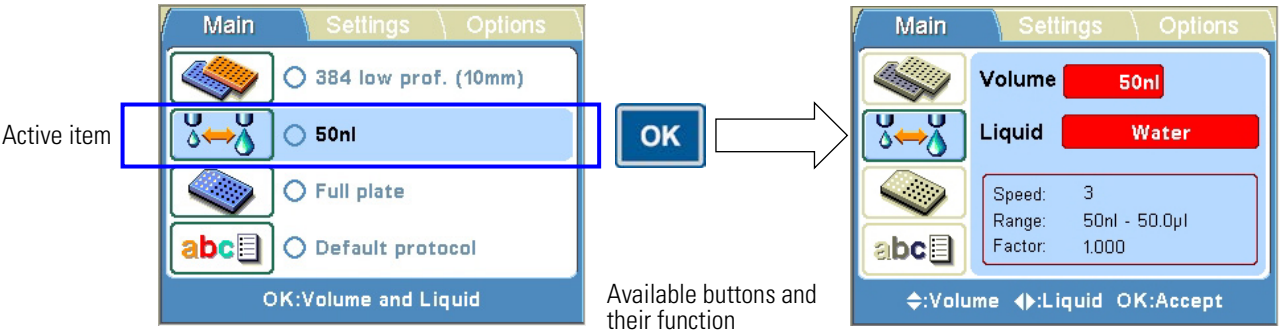 Main Settings Options
384 low prof. (10mm)
Active item
50nl
Full plate
abc Default protocol
OK:Volume and Liquid
OK
Available buttons and
their function
Main Settings Options
Volume 50nl
Liquid Water
Speed: 3
Range: 50nl - 50.0µl
Factor: 1.000
abc
:Volume :Liquid OK:Accept